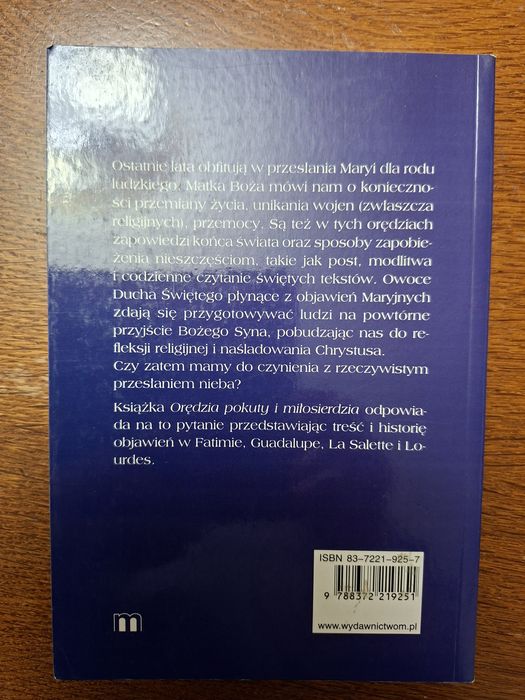 Ostatnie lata obfitują w przesłania Maryi dla rodu
ludzkiego. Matka Boża mówi nam o konieczno-
ści przemiany życia, unikania wojen (zwłaszcza
religijnych), przemocy. Są też w tych orędziach
zapowiedzi końca świata oraz sposoby zapobie-
żenia nieszczęściom, takie jak post, modlitwa
i codzienne czytanie świętych tekstów. Owoce
Ducha Świętego płynące z objawień Maryjnych
zdają się przygotowywać ludzi na powtórne
przyjście Bożego Syna, pobudzając nas do re-
fleksji religijnej i naśladowania Chrystusa.
Czy zatem mamy do czynienia z rzeczywistym
przesłaniem nieba?
Książka Orędzia pokuty i miłosierdzia odpowia-
da na to pytanie przedstawiając treść i historię
objawień w Fatimie, Guadalupe, La Salette i Lo-
urdes.
ISBN 83-7221-925-7
9 788372 219251
www.wydawnictwom.pl
m